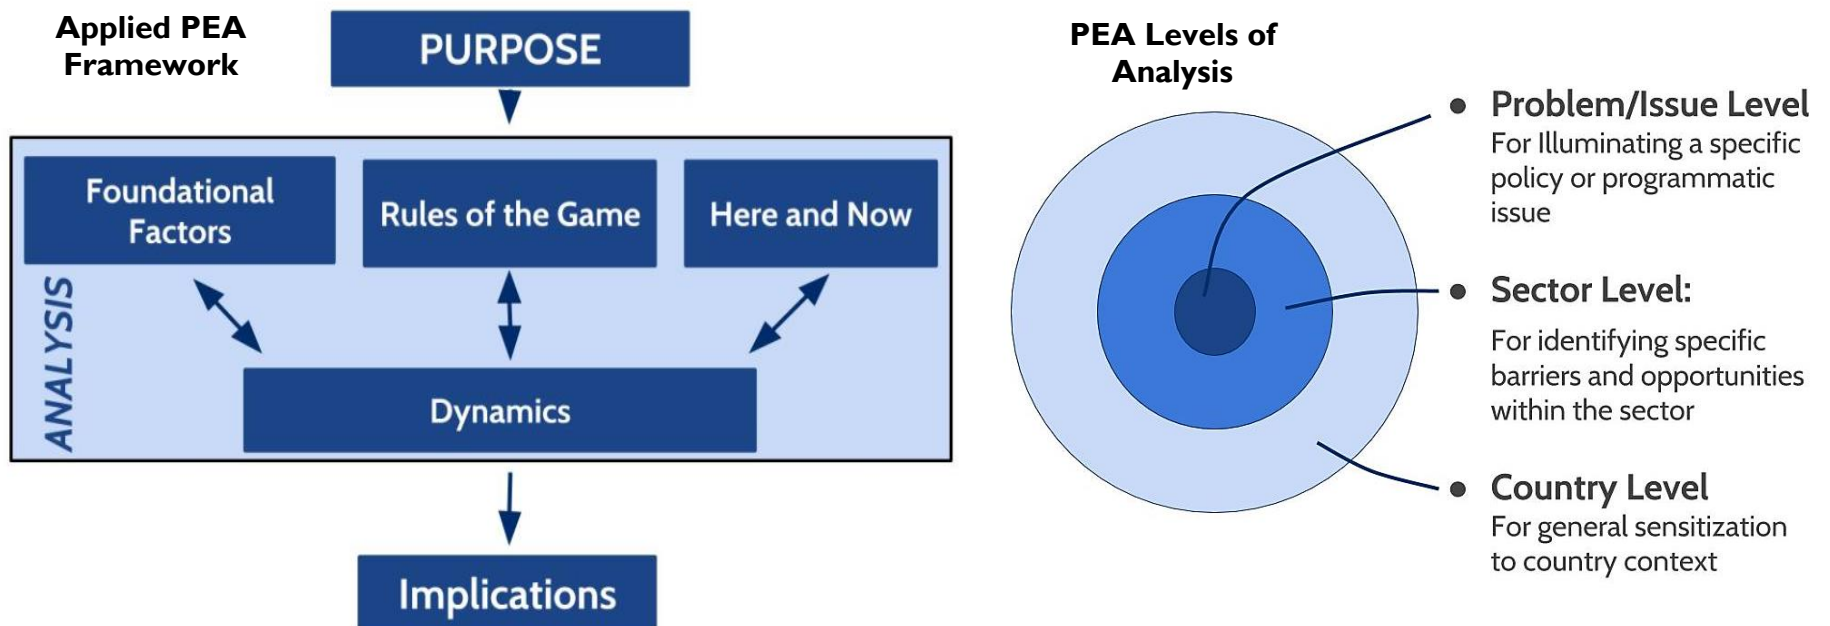 Applied PEA
Framework
PURPOSE
Foundational
Factors
Rules of the Game
Here and Now
ANALYSIS
Dynamics
Implications
PEA Levels of
Analysis
● Problem/Issue Level
For Illuminating a specific
policy or programmatic
issue
● Sector Level:
For identifying specific
barriers and opportunities
within the sector
● Country Level
For general sensitization
to country context